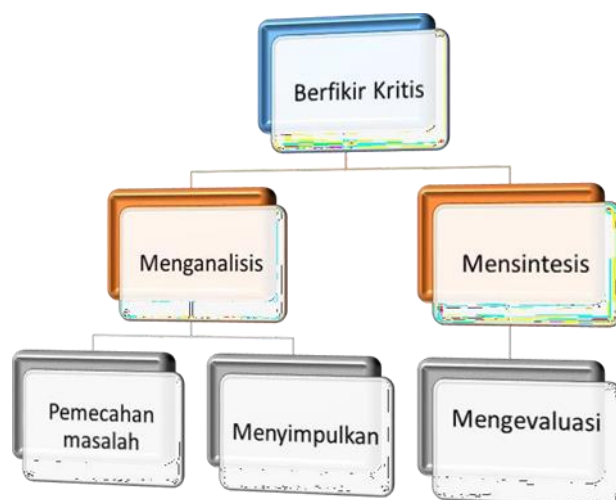 Berfikir Kritis
Menganalisis
Mensintesis
Pemecahan
masalah
Menyimpulkan
Mengevaluasi